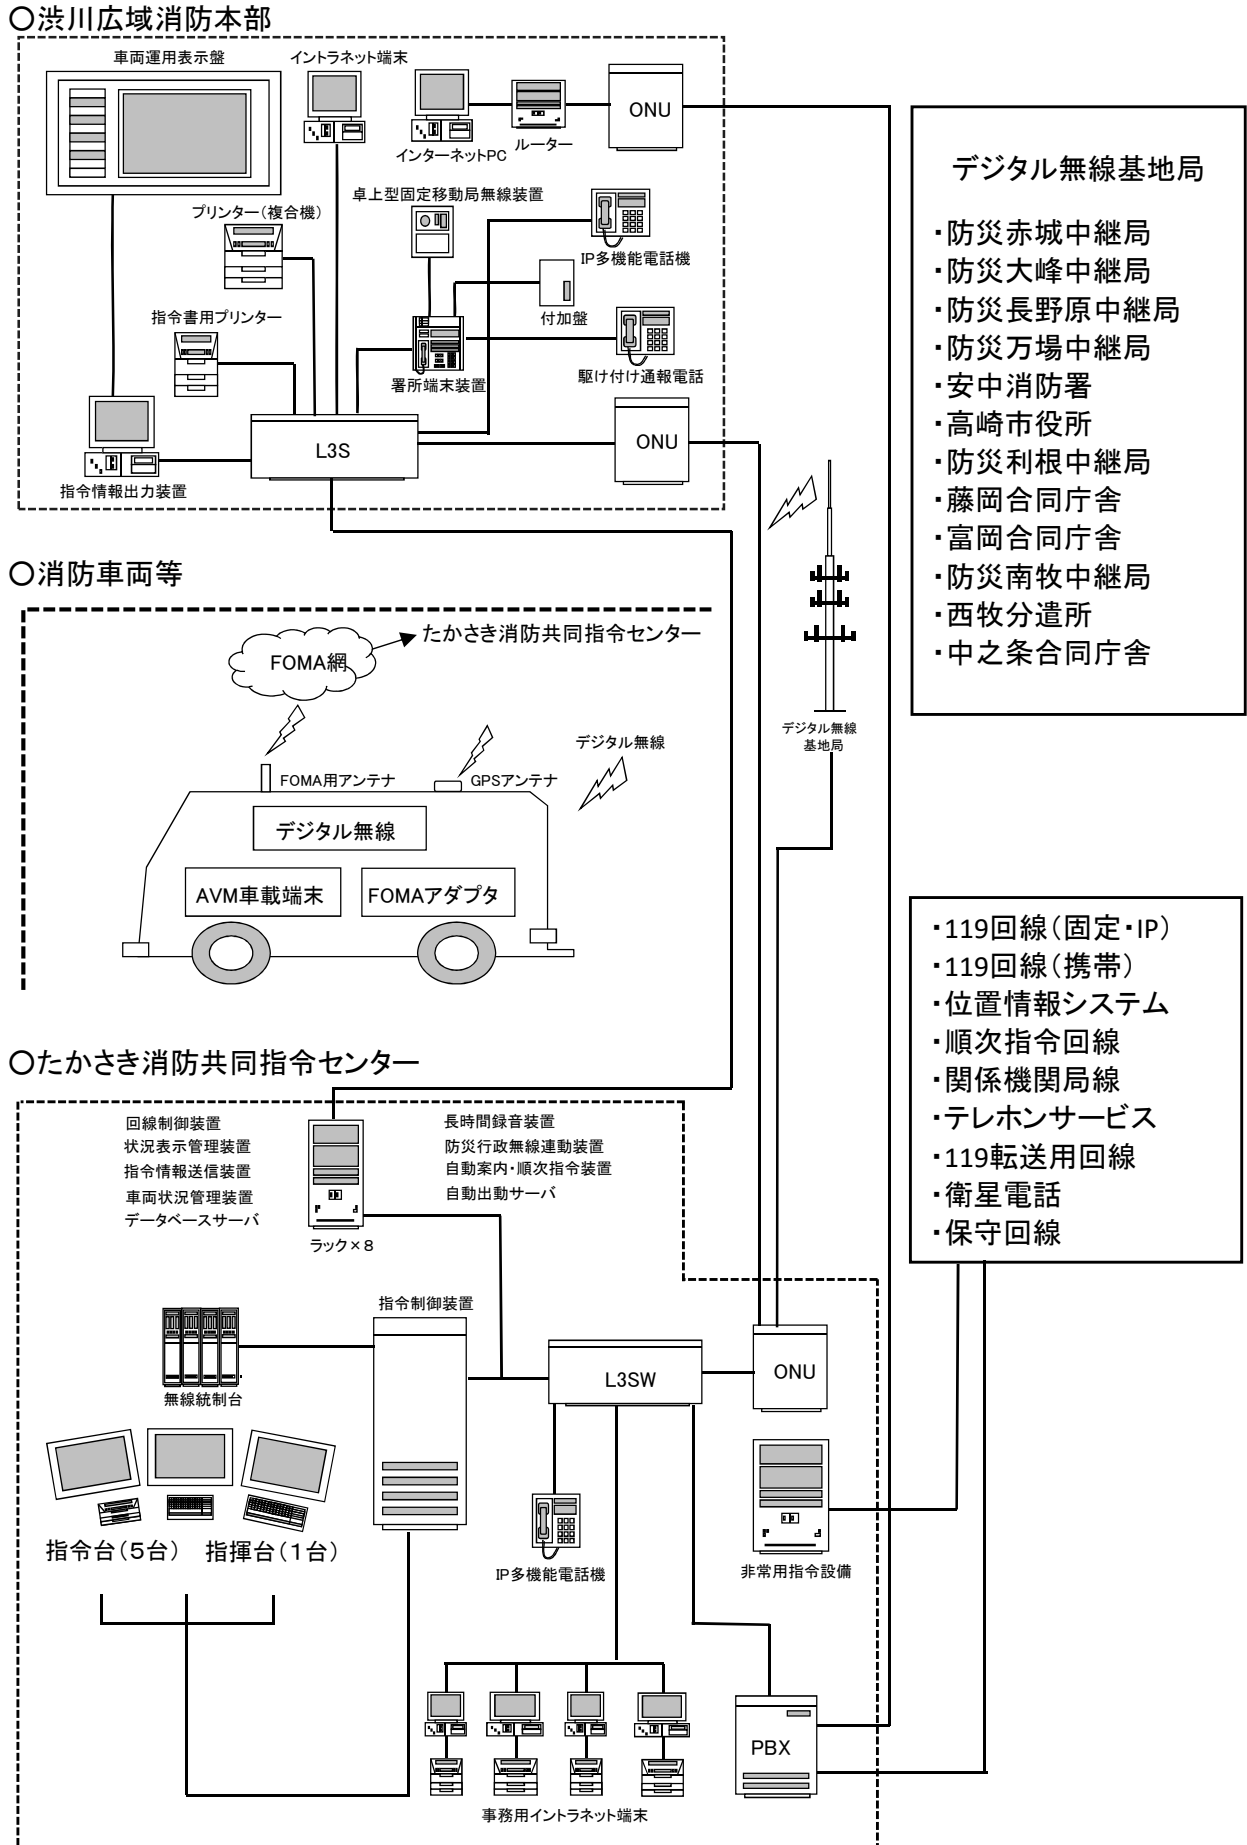 ○渋川広域消防本部
車両運用表示盤
イントラネット端末
ONU
インターネットPC
ルーター
プリンター(複合機)
卓上型固定移動局無線装置
IP多機能電話機
付加盤
指令書用プリンター
署所端末装置
駆け付け通報電話
L3S
ONU
指令情報出力装置
デジタル無線基地局
・防災赤城中継局
・防災大峰中継局
・防災長野原中継局
・防災万場中継局
・安中消防署
・高崎市役所
・防災利根中継局
・藤岡合同庁舎
・富岡合同庁舎
・防災南牧中継局
・西牧分遣所
・中之条合同庁舎
○消防車両等
たかさき消防共同指令センター
FOMA網
デジタル無線
FOMA用アンテナ
GPSアンテナ
デジタル無線
AVM車載端末
FOMAアダプタ
デジタル無線
基地局
・119回線(固定・IP)
・119回線(携帯)
・位置情報システム
・順次指令回線
・関係機関局線
・テレホンサービス
・119転送用回線
・衛星電話
・保守回線
○たかさき消防共同指令センター
回線制御装置
状況表示管理装置
指令情報送信装置
車両状況管理装置
データベースサーバ
長時間録音装置
防災行政無線連動装置
自動案内・順次指令装置
自動出動サーバ
ラック×8
指令制御装置
無線統制台
L3SW
ONU
指令台(5台)
指揮台(1台)
IP多機能電話機
非常用指令設備
PBX
事務用イントラネット端末